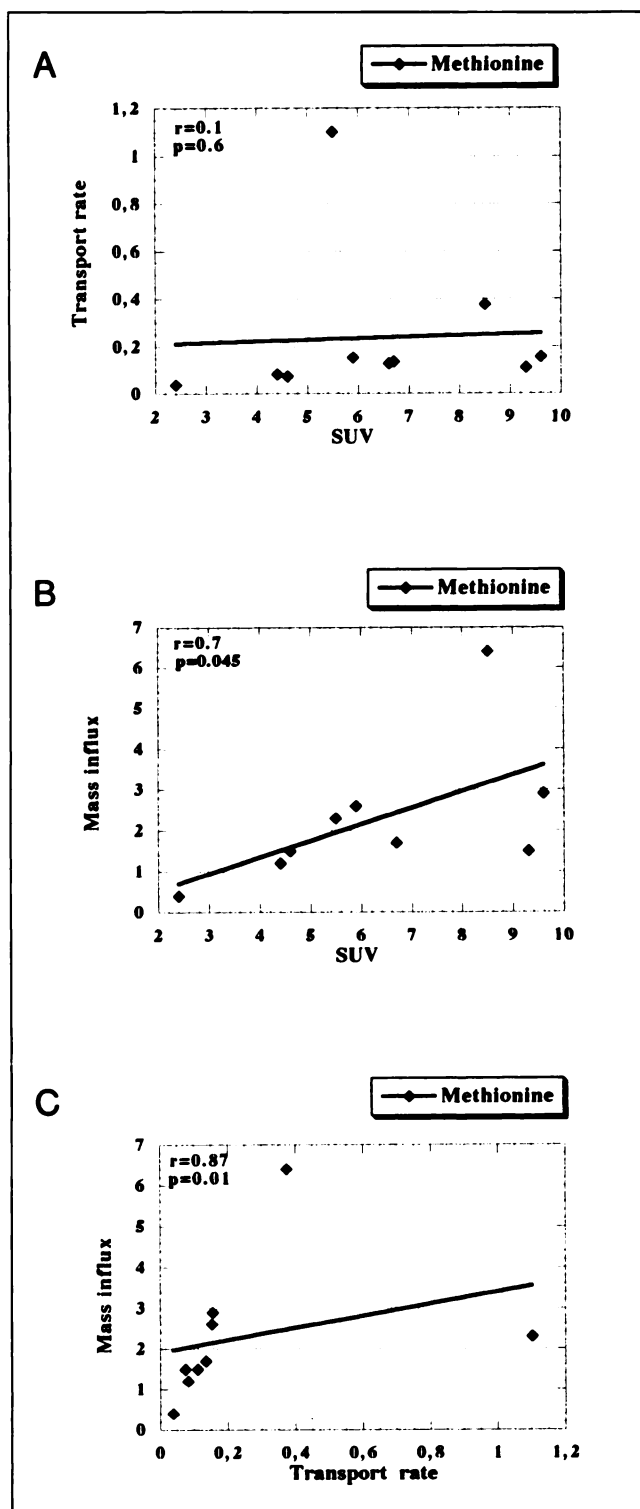 A
Methionine
r=0.1
p=0.6
1,2
1
0,8
0,6
0,4
0,2
0
Transport rate
2 3 4 5 6 7 8 9 10
SUV
B
Methionine
r=0.7
p=0.045
7
6
5
4
3
2
1
0
Mass influx
2 3 4 5 6 7 8 9 10
SUV
C
Methionine
r=0.87
p=0.01
7
6
5
4
3
2
1
0
Mass influx
0 0,2 0,4 0,6 0,8 1 1,2
Transport rate